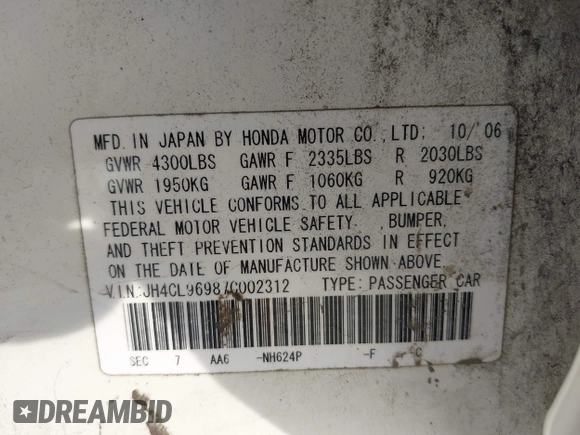 MFD. IN JAPAN BY HONDA MOTOR CO., LTD: 10/ '06
GVWR 4300LBS GAWR F 2335LBS R 2030LBS
GVWR 1950KG GAWR F 1060KG R 920KG
THIS VEHICLE CONFORMS TO ALL APPLICABLE
FEDERAL MOTOR VEHICLE SAFETY, BUMPER,
AND THEFT PREVENTION STANDARDS IN EFFECT
ON THE DATE OF MANUFACTURE SHOWN ABOVE
V.I.N.:JH4CL96987C002312 TYPE: PASSENGER CAR
SEC 7 AA6 -NH624P -F C
DREAMBID